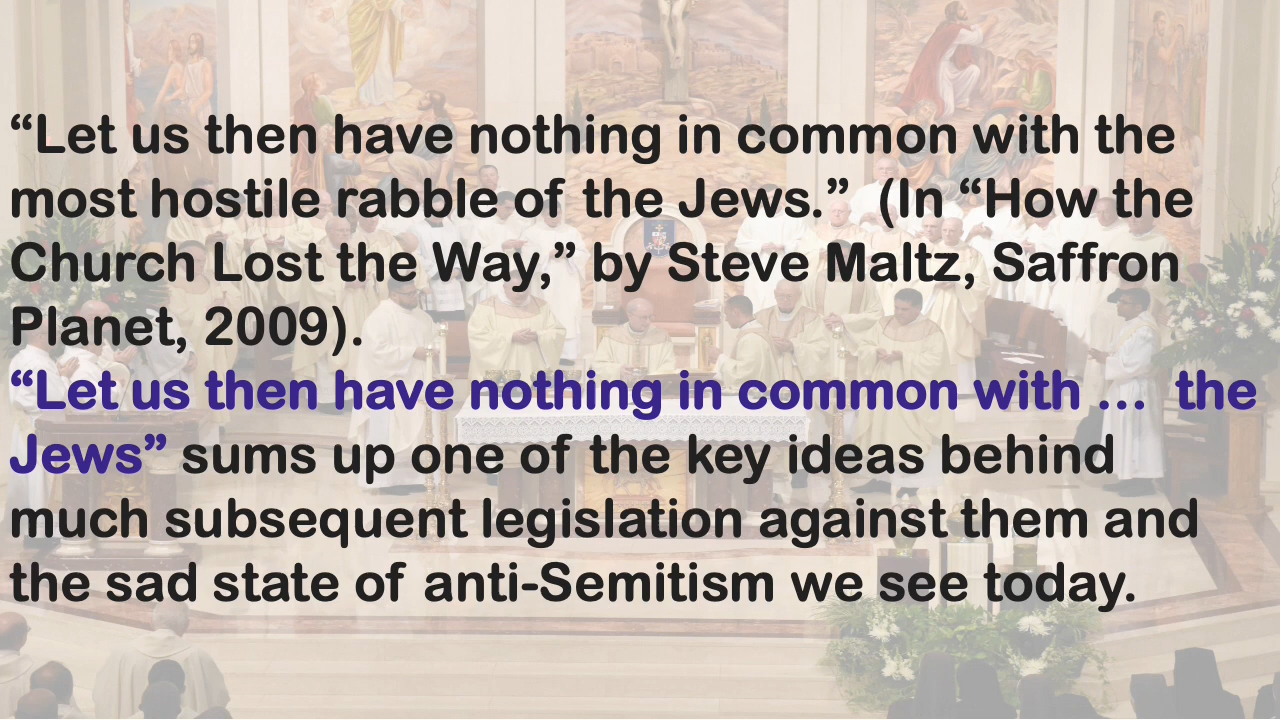 “Let us then have nothing in common with the
most hostile rabble of the Jews.” (In “How the
Church Lost the Way,” by Steve Maltz, Saffron
Planet, 2009).
“Let us then have nothing in common with … the
Jews” sums up one of the key ideas behind
much subsequent legislation against them and
the sad state of anti-Semitism we see today.